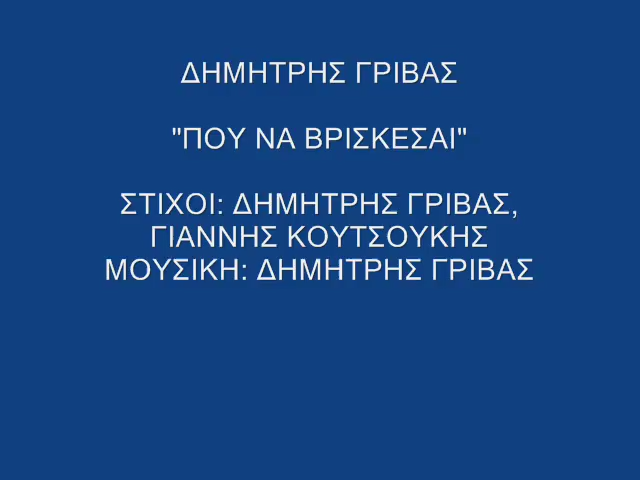 ΔΗΜΗΤΡΗΣ ΓΡΙΒΑΣ
"ΠΟΥ ΝΑ ΒΡΙΣΚΕΣΑΙ"
ΣΤΙΧΟΙ: ΔΗΜΗΤΡΗΣ ΓΡΙΒΑΣ,
ΓΙΑΝΝΗΣ ΚΟΥΤΣΟΥΚΗΣ
ΜΟΥΣΙΚΗ: ΔΗΜΗΤΡΗΣ ΓΡΙΒΑΣ